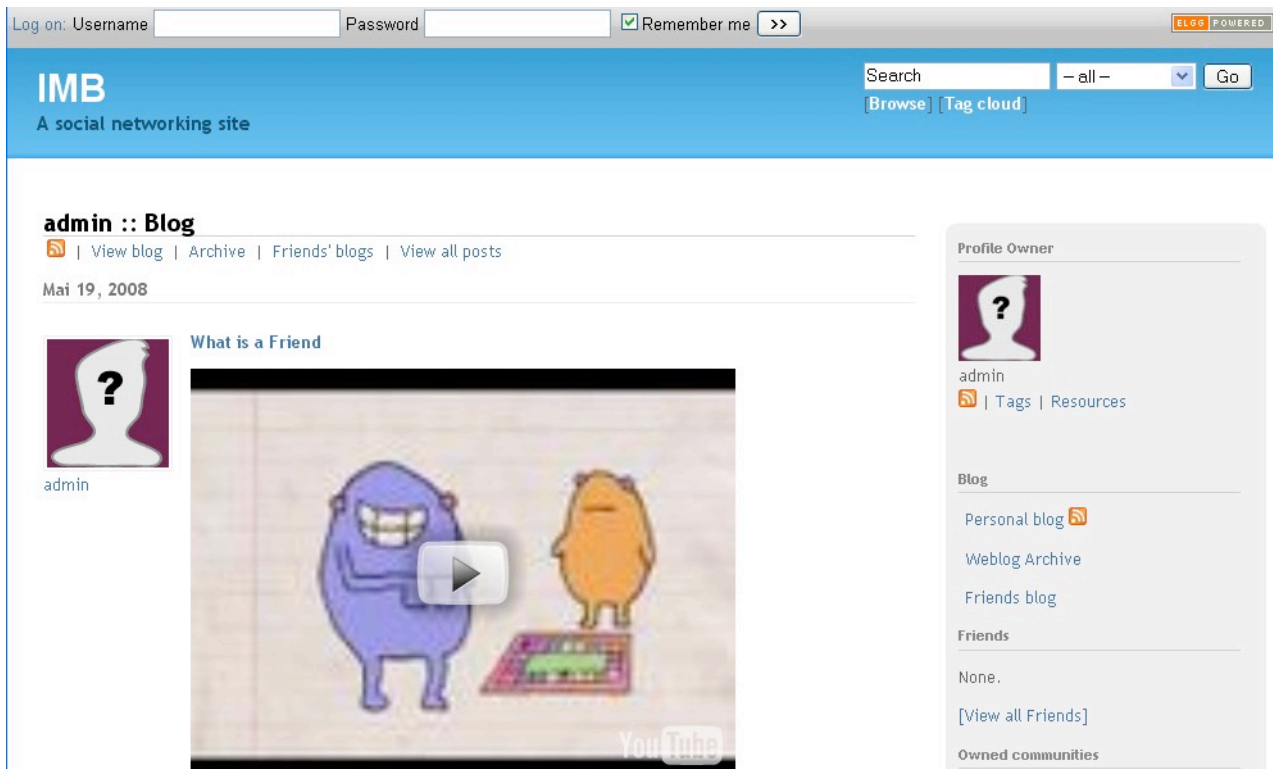 Log on: Username Password Remember me >> ELGG POWERED
IMB
A social networking site
Search – all – Go
[Browse] [Tag cloud]
admin :: Blog
| View blog | Archive | Friends' blogs | View all posts
Mai 19, 2008
What is a Friend
?
admin
YouTube
Profile Owner
?
admin
| Tags | Resources
Blog
Personal blog
Weblog Archive
Friends blog
Friends
None.
[View all Friends]
Owned communities